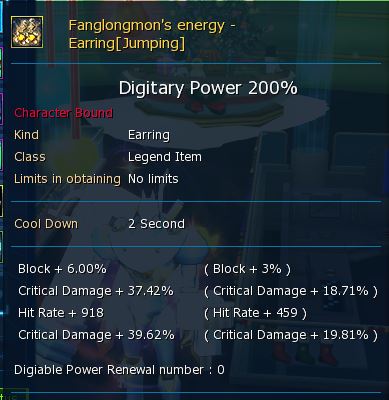 Fanglongmon's energy -
Earring[Jumping]
Digitary Power 200%
Character Bound
Kind Earring
Class Legend Item
Limits in obtaining No limits
Cool Down 2 Second
Block + 6.00% ( Block + 3% )
Critical Damage + 37.42% ( Critical Damage + 18.71% )
Hit Rate + 918 ( Hit Rate + 459 )
Critical Damage + 39.62% ( Critical Damage + 19.81% )
Digiable Power Renewal number : 0